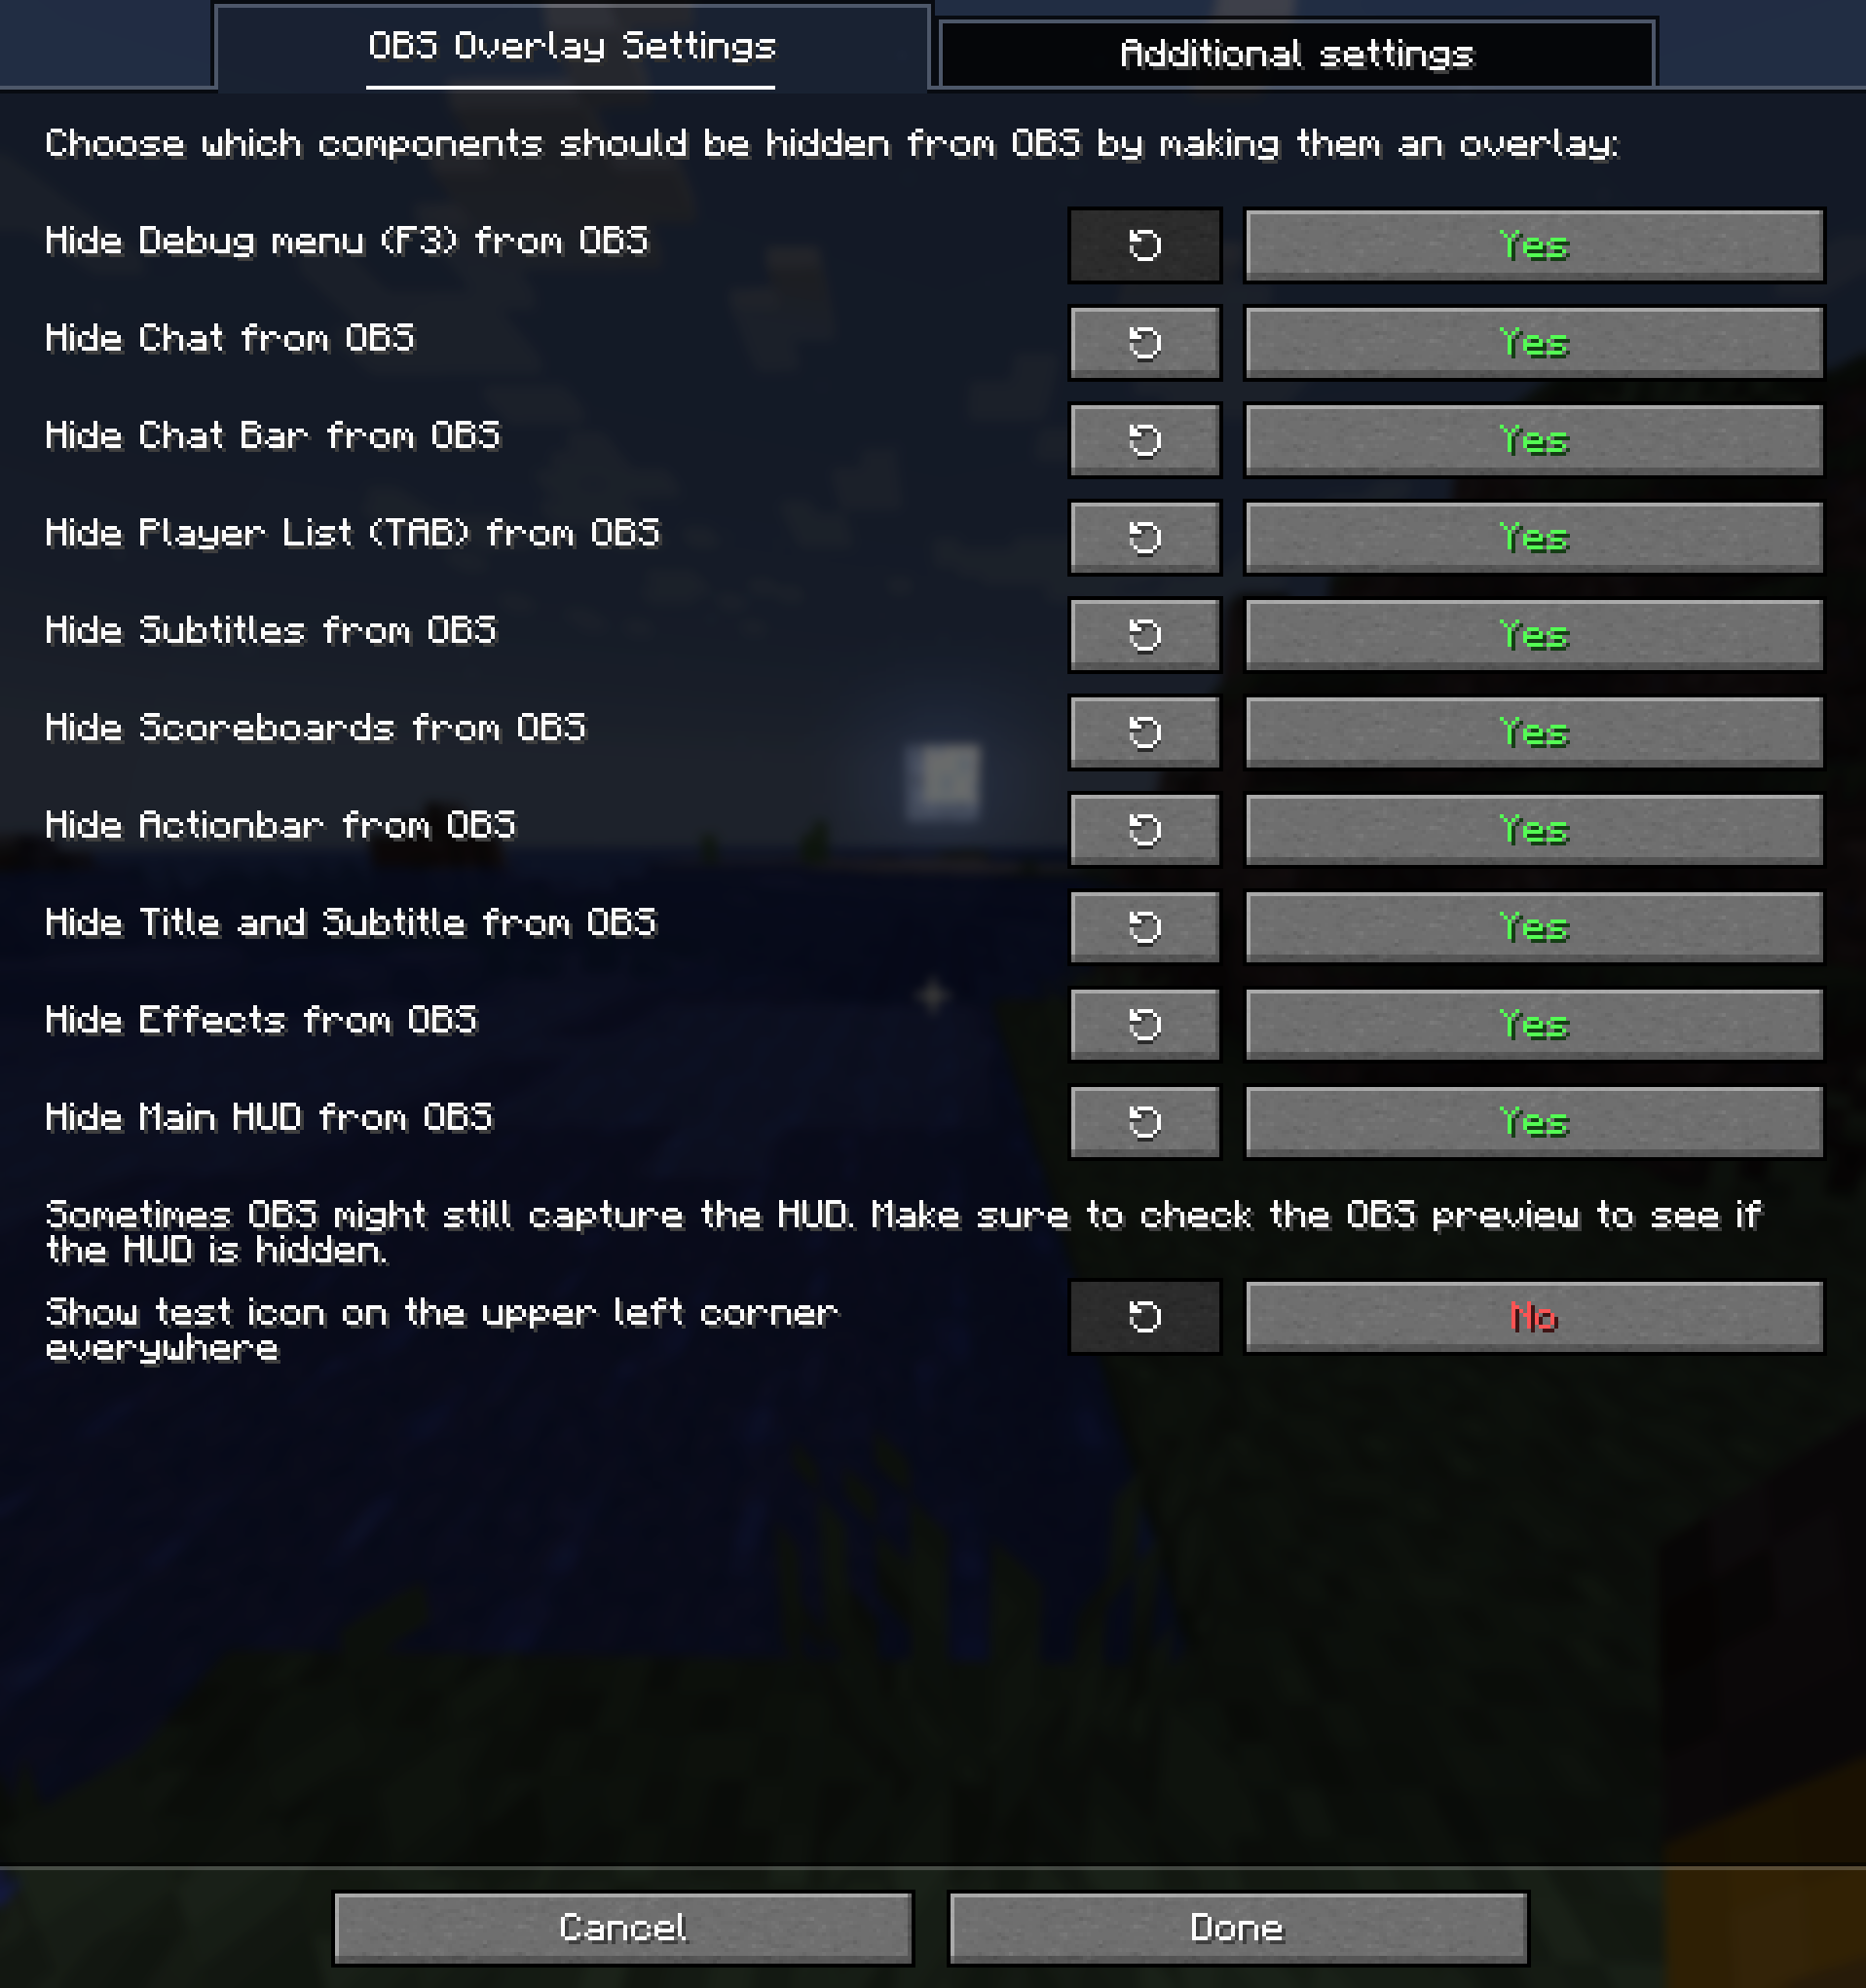 OBS Overlay Settings
Additional settings
Choose which components should be hidden from OBS by making them an overlay:
Hide Debug menu (F3) from OBS
Yes
Hide Chat from OBS
Yes
Hide Chat Bar from OBS
Yes
Hide Player List (TAB) from OBS
Yes
Hide Subtitles from OBS
Yes
Hide Scoreboards from OBS
Yes
Hide Actionbar from OBS
Yes
Hide Title and Subtitle from OBS
Yes
Hide Effects from OBS
Yes
Hide Main HUD from OBS
Yes
Sometimes OBS might still capture the HUD. Make sure to check the OBS preview to see if
the HUD is hidden.
Show test icon on the upper left corner
everywhere
No
Cancel
Done